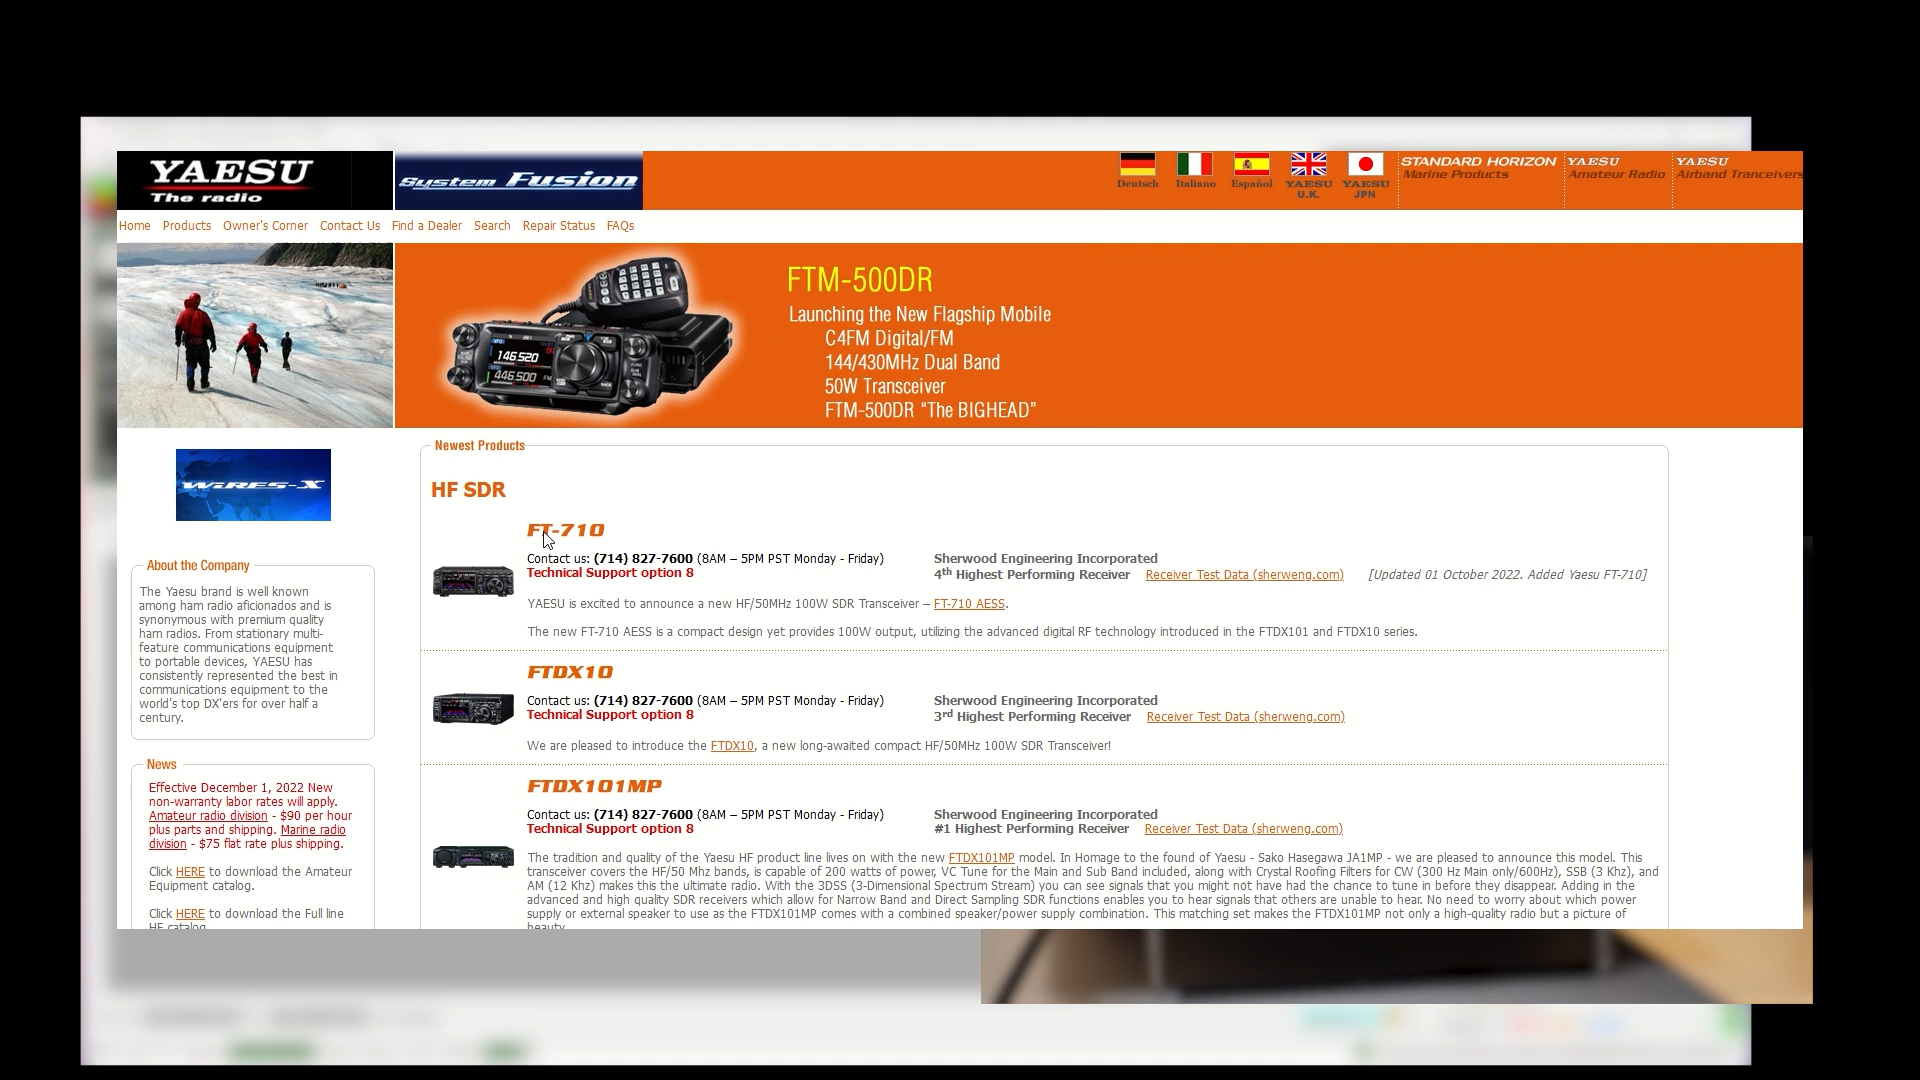 YAESU
The radio
System Fusion
Deutsch
Italiano
Español
YAESU
U.K.
YAESU
JPN
STANDARD HORIZON
Marine Products
YAESU
Amateur Radio
YAESU
Airband Tranceivers
Home Products Owner's Corner Contact Us Find a Dealer Search Repair Status FAQs
146.520
446.500
FTM-500DR
Launching the New Flagship Mobile
C4FM Digital/FM
144/430MHz Dual Band
50W Transceiver
FTM-500DR “The BIGHEAD”
WiRES-X
About the Company
The Yaesu brand is well known
among ham radio aficionados and is
synonymous with premium quality
ham radios. From stationary multi-
feature communications equipment
to portable devices, YAESU has
consistently represented the best in
communications equipment to the
world's top DX'ers for over half a
century.
News
Effective December 1, 2022 New
non-warranty labor rates will apply.
Amateur radio division - $90 per hour
plus parts and shipping. Marine radio
division - $75 flat rate plus shipping.
Click HERE to download the Amateur
Equipment catalog.
Click HERE to download the Full line
HF catalog
Newest Products
HF SDR
FT-710
Contact us: (714) 827-7600 (8AM – 5PM PST Monday - Friday)
Technical Support option 8
Sherwood Engineering Incorporated
4th Highest Performing Receiver Receiver Test Data (sherweng.com) [Updated 01 October 2022. Added Yaesu FT-710]
YAESU is excited to announce a new HF/50MHz 100W SDR Transceiver – FT-710 AESS.
The new FT-710 AESS is a compact design yet provides 100W output, utilizing the advanced digital RF technology introduced in the FTDX101 and FTDX10 series.
FTDX10
Contact us: (714) 827-7600 (8AM – 5PM PST Monday - Friday)
Technical Support option 8
Sherwood Engineering Incorporated
3rd Highest Performing Receiver Receiver Test Data (sherweng.com)
We are pleased to introduce the FTDX10, a new long-awaited compact HF/50MHz 100W SDR Transceiver!
FTDX101MP
Contact us: (714) 827-7600 (8AM – 5PM PST Monday - Friday)
Technical Support option 8
Sherwood Engineering Incorporated
#1 Highest Performing Receiver Receiver Test Data (sherweng.com)
The tradition and quality of the Yaesu HF product line lives on with the new FTDX101MP model. In Homage to the found of Yaesu - Sako Hasegawa JA1MP - we are pleased to announce this model. This
transceiver covers the HF/50 Mhz bands, is capable of 200 watts of power, VC Tune for the Main and Sub Band included, along with Crystal Roofing Filters for CW (300 Hz Main only/600Hz), SSB (3 Khz), and
AM (12 Khz) makes this the ultimate radio. With the 3DSS (3-Dimensional Spectrum Stream) you can see signals that you might not have had the chance to tune in before they disappear. Adding in the
advanced and high quality SDR receivers which allow for Narrow Band and Direct Sampling SDR functions enables you to hear signals that others are unable to hear. No need to worry about which power
supply or external speaker to use as the FTDX101MP comes with a combined speaker/power supply combination. This matching set makes the FTDX101MP not only a high-quality radio but a picture of
beauty.